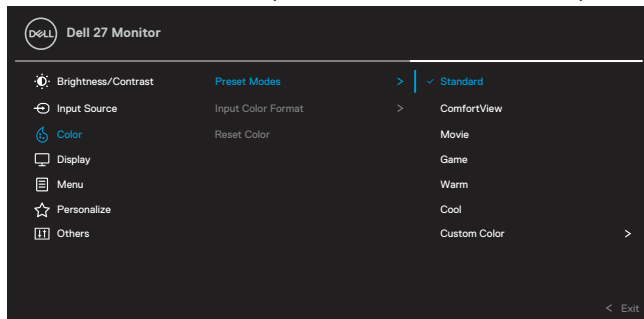 DELL Dell 27 Monitor
Brightness/Contrast Preset Modes > ✓ Standard
Input Source Input Color Format > ComfortView
Color Reset Color Movie
Display Game
Menu Warm
Personalize Cool
Others Custom Color >
< Exit